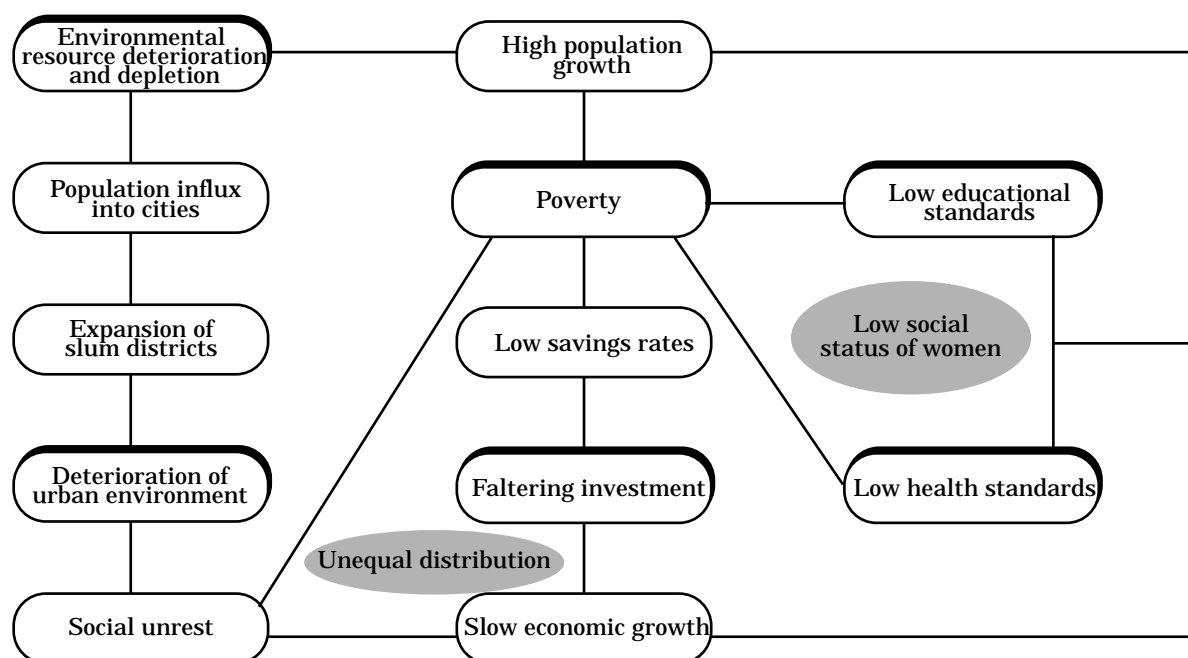 Environmental
resource deterioration
and depletion
High population
growth
Population influx
into cities
Poverty
Low educational
standards
Expansion of
slum districts
Low savings rates
Low social
status of women
Deterioration of
urban environment
Faltering investment
Low health standards
Unequal distribution
Social unrest
Slow economic growth